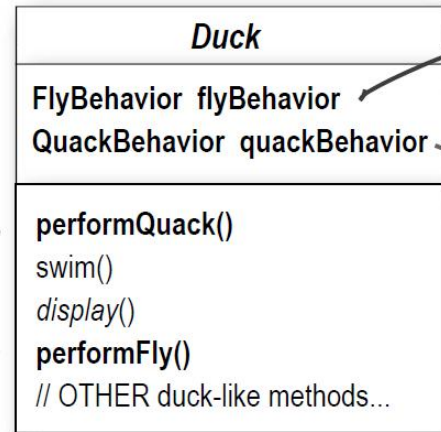 Duck
FlyBehavior flyBehavior
QuackBehavior quackBehavior
performQuack()
swim()
display()
performFly()
// OTHER duck-like methods...